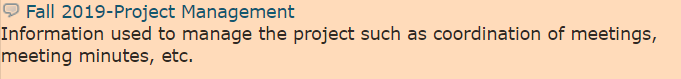 Fall 2019-Project Management
Information used to manage the project such as coordination of meetings,
meeting minutes, etc.